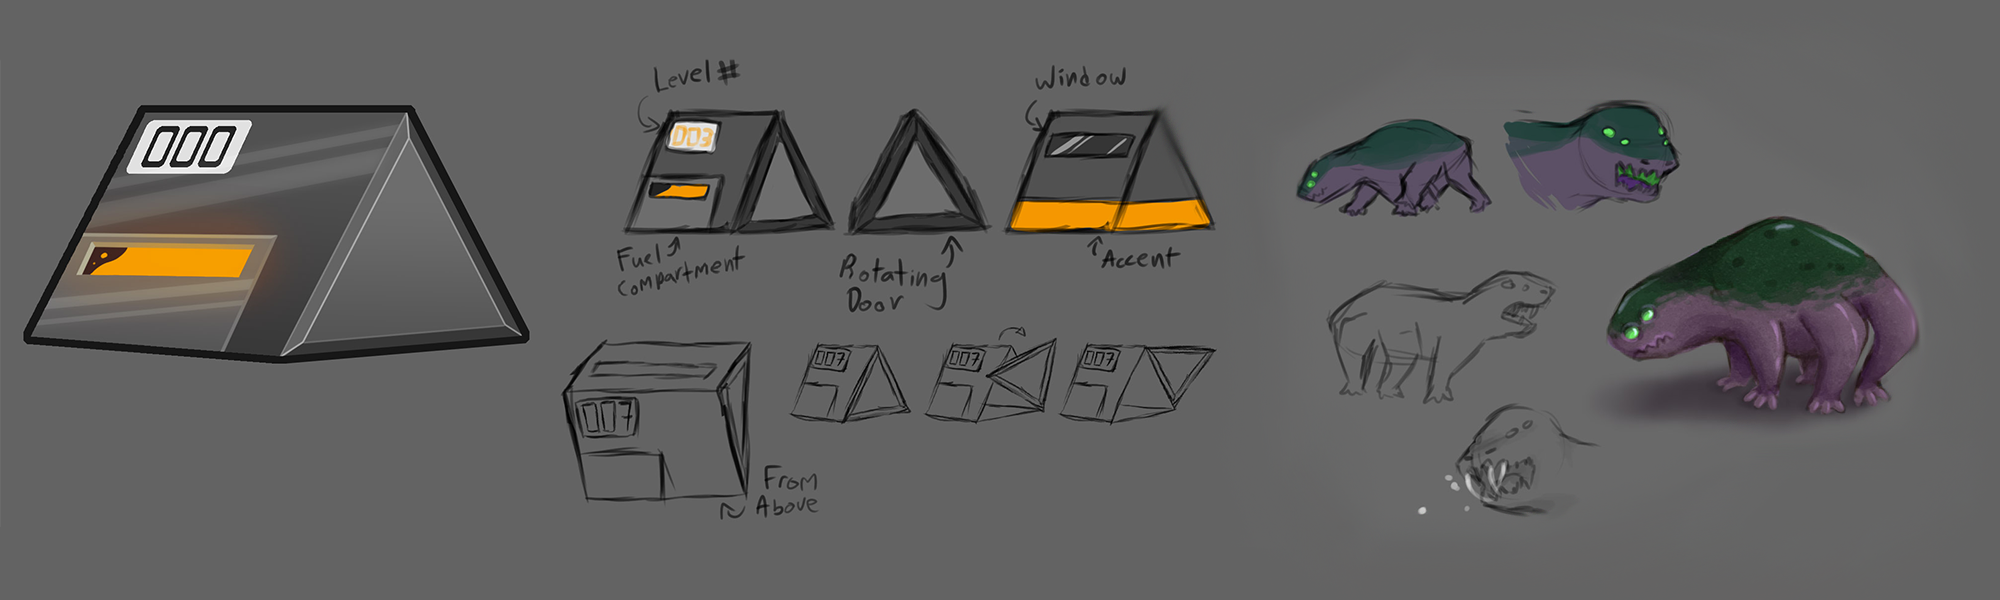 000
Level #
003
Fuel
Compartment
Rotating
Door
Window
Accent
007
From
Above
007
007
007